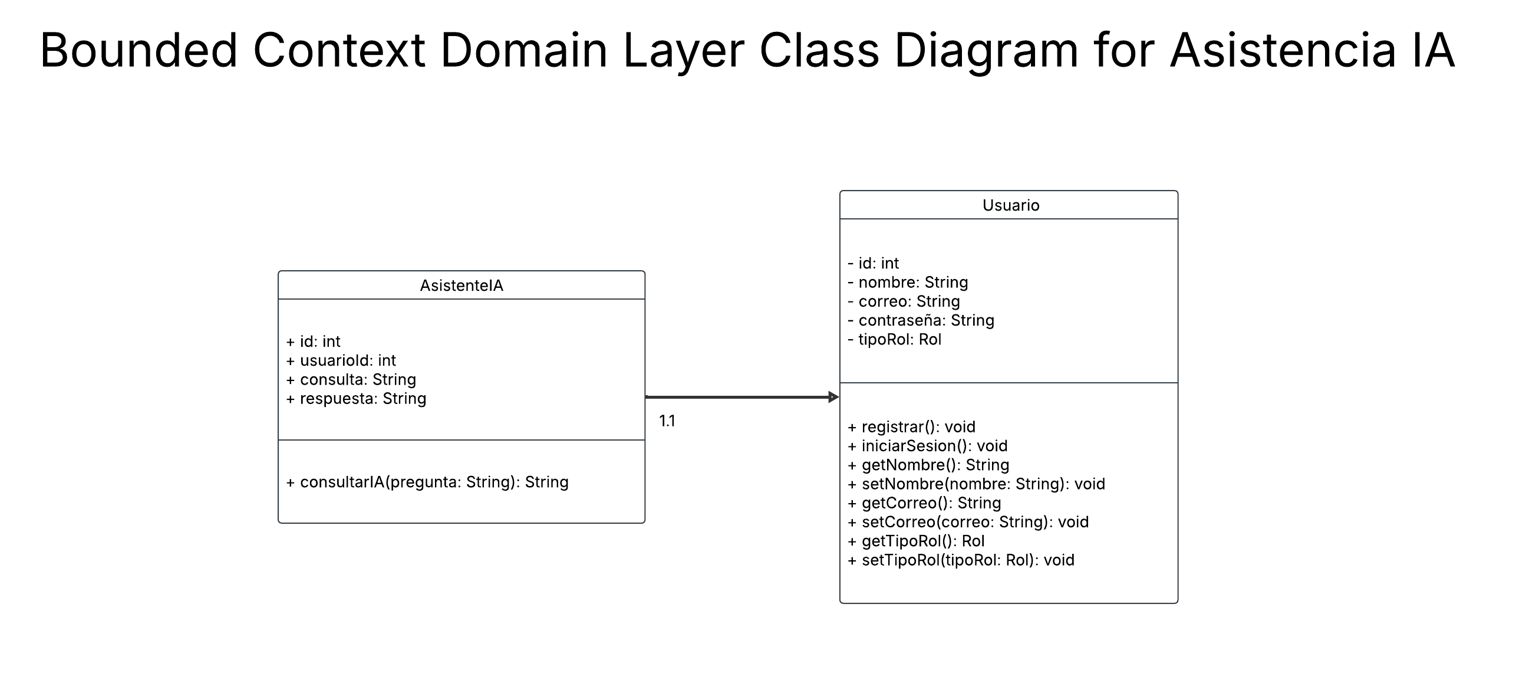 Bounded Context Domain Layer Class Diagram for Asistencia IA
AsistenteIA
+ id: int
+ usuarioId: int
+ consulta: String
+ respuesta: String
+ consultarIA(pregunta: String): String
1.1
Usuario
- id: int
- nombre: String
- correo: String
- contraseña: String
- tipoRol: Rol
+ registrar(): void
+ iniciarSesion(): void
+ getNombre(): String
+ setNombre(nombre: String): void
+ getCorreo(): String
+ setCorreo(correo: String): void
+ getTipoRol(): Rol
+ setTipoRol(tipoRol: Rol): void